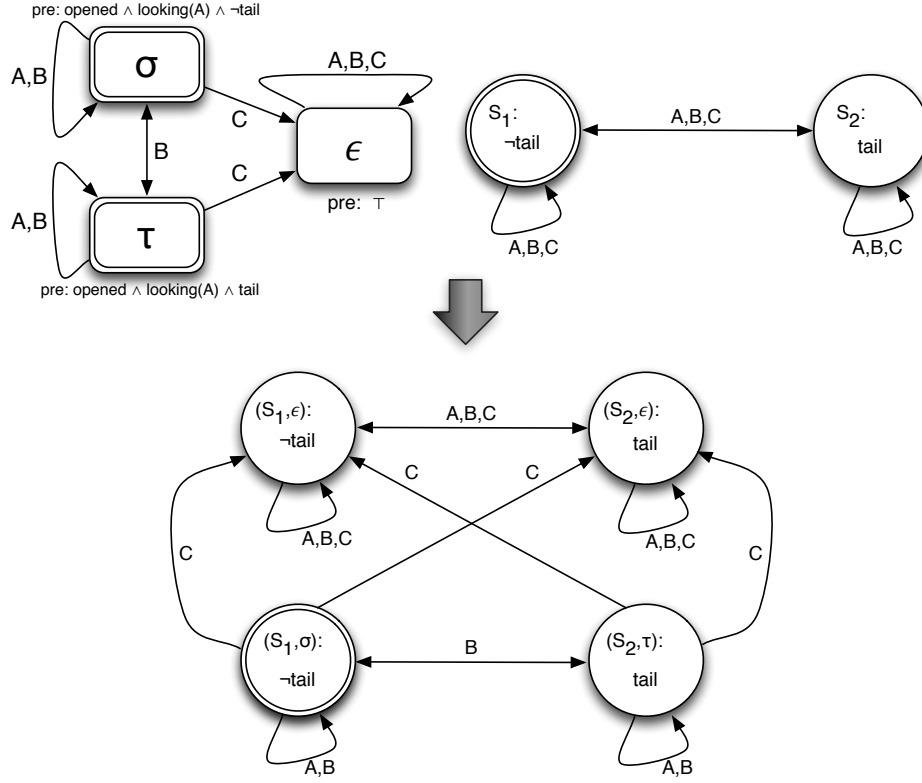 pre: opened ∧ looking(A) ∧ ¬tail
σ
A,B
A,B,C
C
ϵ
B
C
pre: ⊤
A,B
τ
pre: opened ∧ looking(A) ∧ tail
S1:
¬tail
A,B,C
S2:
tail
A,B,C
A,B,C
(S1,ϵ):
¬tail
A,B,C
(S2,ϵ):
tail
C
C
A,B,C
A,B,C
C
C
(S1,σ):
¬tail
B
(S2,τ):
tail
A,B
A,B